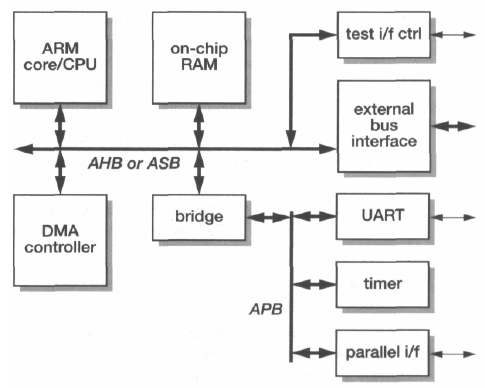 ARM
core/CPU
on-chip
RAM
test i/f ctrl
external
bus
interface
AHB or ASB
DMA
controller
bridge
UART
timer
APB
parallel i/f